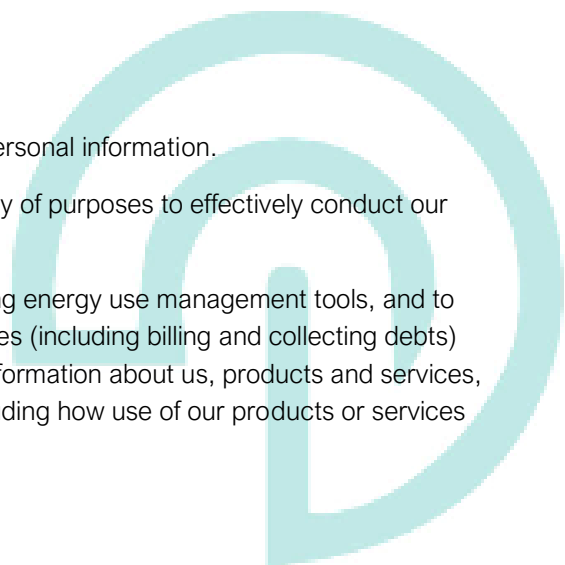 ersonal information.
y of purposes to effectively conduct our
ng energy use management tools, and to
es (including billing and collecting debts)
formation about us, products and services,
ding how use of our products or services